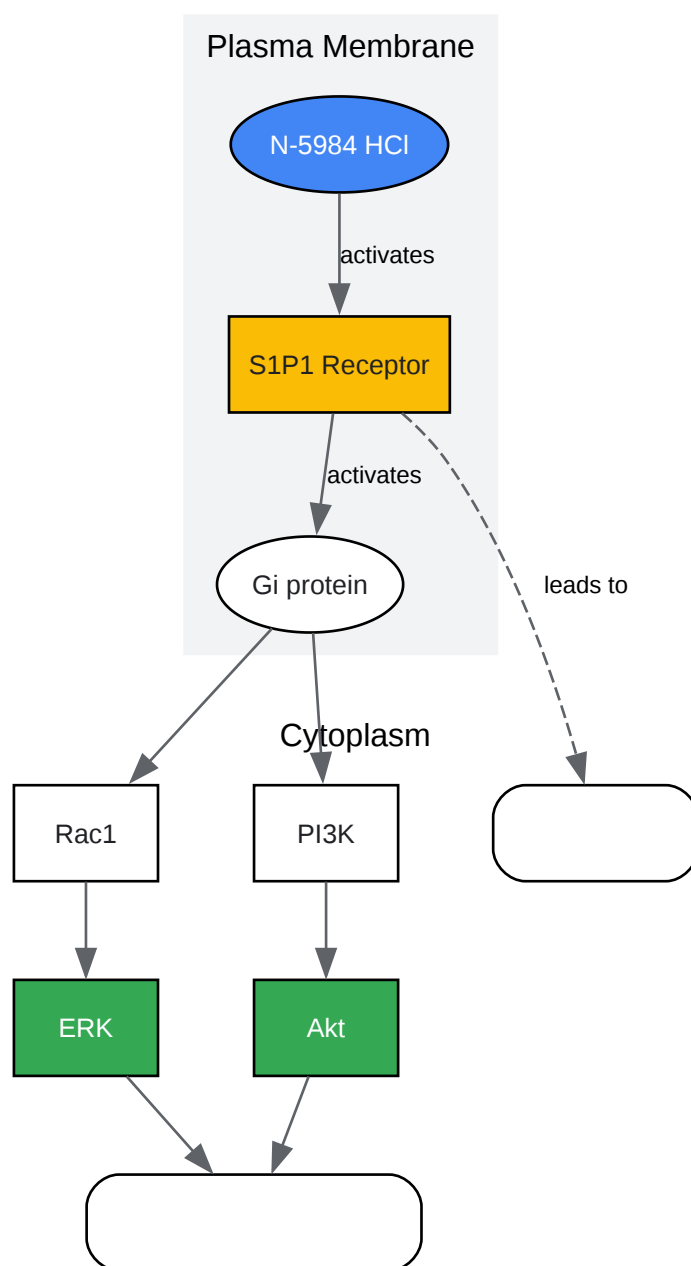 Plasma Membrane
N-5984 HCl
activates
S1P1 Receptor
activates
Gi protein
leads to
Cytoplasm
Rac1
PI3K
ERK
Akt